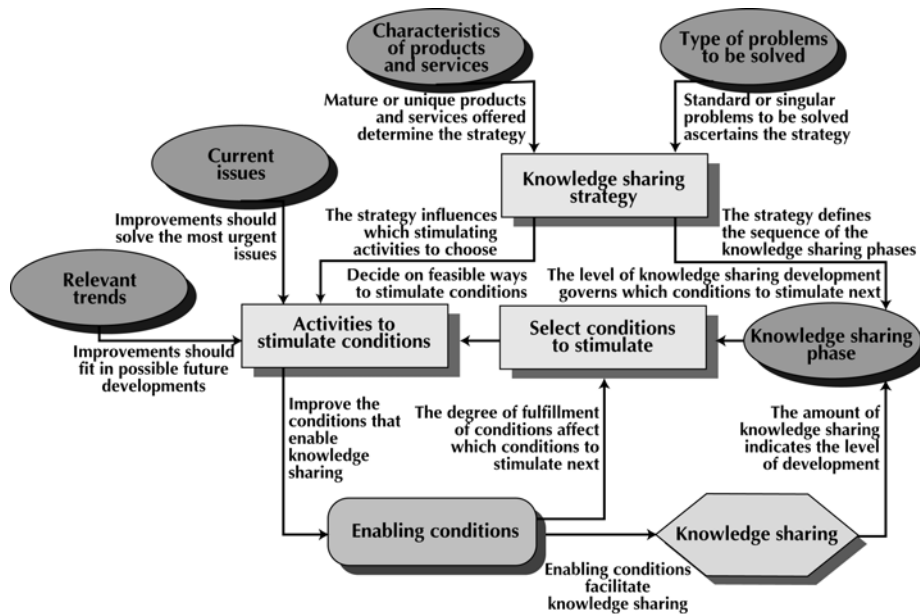 Characteristics
of products
and services
Type of problems
to be solved
Mature or unique products
and services offered
determine the strategy
Standard or singular
problems to be solved
ascertains the strategy
Current
issues
Knowledge sharing
strategy
Improvements should
solve the most urgent
issues
The strategy influences
which stimulating
activities to choose
The strategy defines
the sequence of the
knowledge sharing phases
Relevant
trends
Decide on feasible ways
to stimulate conditions
The level of knowledge sharing development
governs which conditions to stimulate next
Activities to
stimulate conditions
Select conditions
to stimulate
Knowledge sharing
phase
Improvements should
fit in possible future
developments
Improve the
conditions that
enable
knowledge
sharing
The degree of fulfillment
of conditions affect
which conditions to
stimulate next
The amount of
knowledge sharing
indicates the level
of development
Enabling conditions
Knowledge sharing
Enabling conditions
facilitate
knowledge sharing